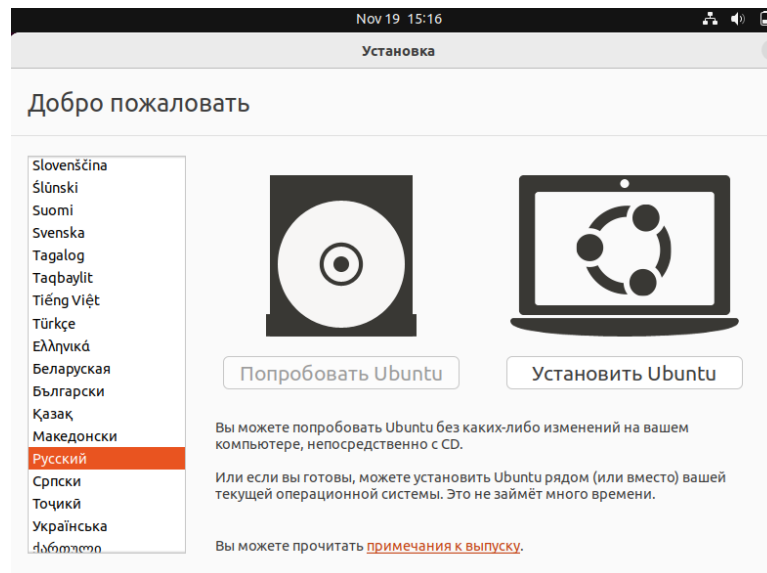 Nov 19 15:16
Установка
Добро пожаловать
Slovenščina
Ślůnski
Suomi
Svenska
Tagalog
Taqbaylit
Tiếng Việt
Türkçe
Ελληνικά
Беларуская
Български
Қазақ
Македонски
Русский
Српски
Тоҷикӣ
Українська
ქართული
Попробовать Ubuntu
Установить Ubuntu
Вы можете попробовать Ubuntu без каких-либо изменений на вашем
компьютере, непосредственно с CD.
Или если вы готовы, можете установить Ubuntu рядом (или вместо) вашей
текущей операционной системы. Это не займёт много времени.
Вы можете прочитать примечания к выпуску.